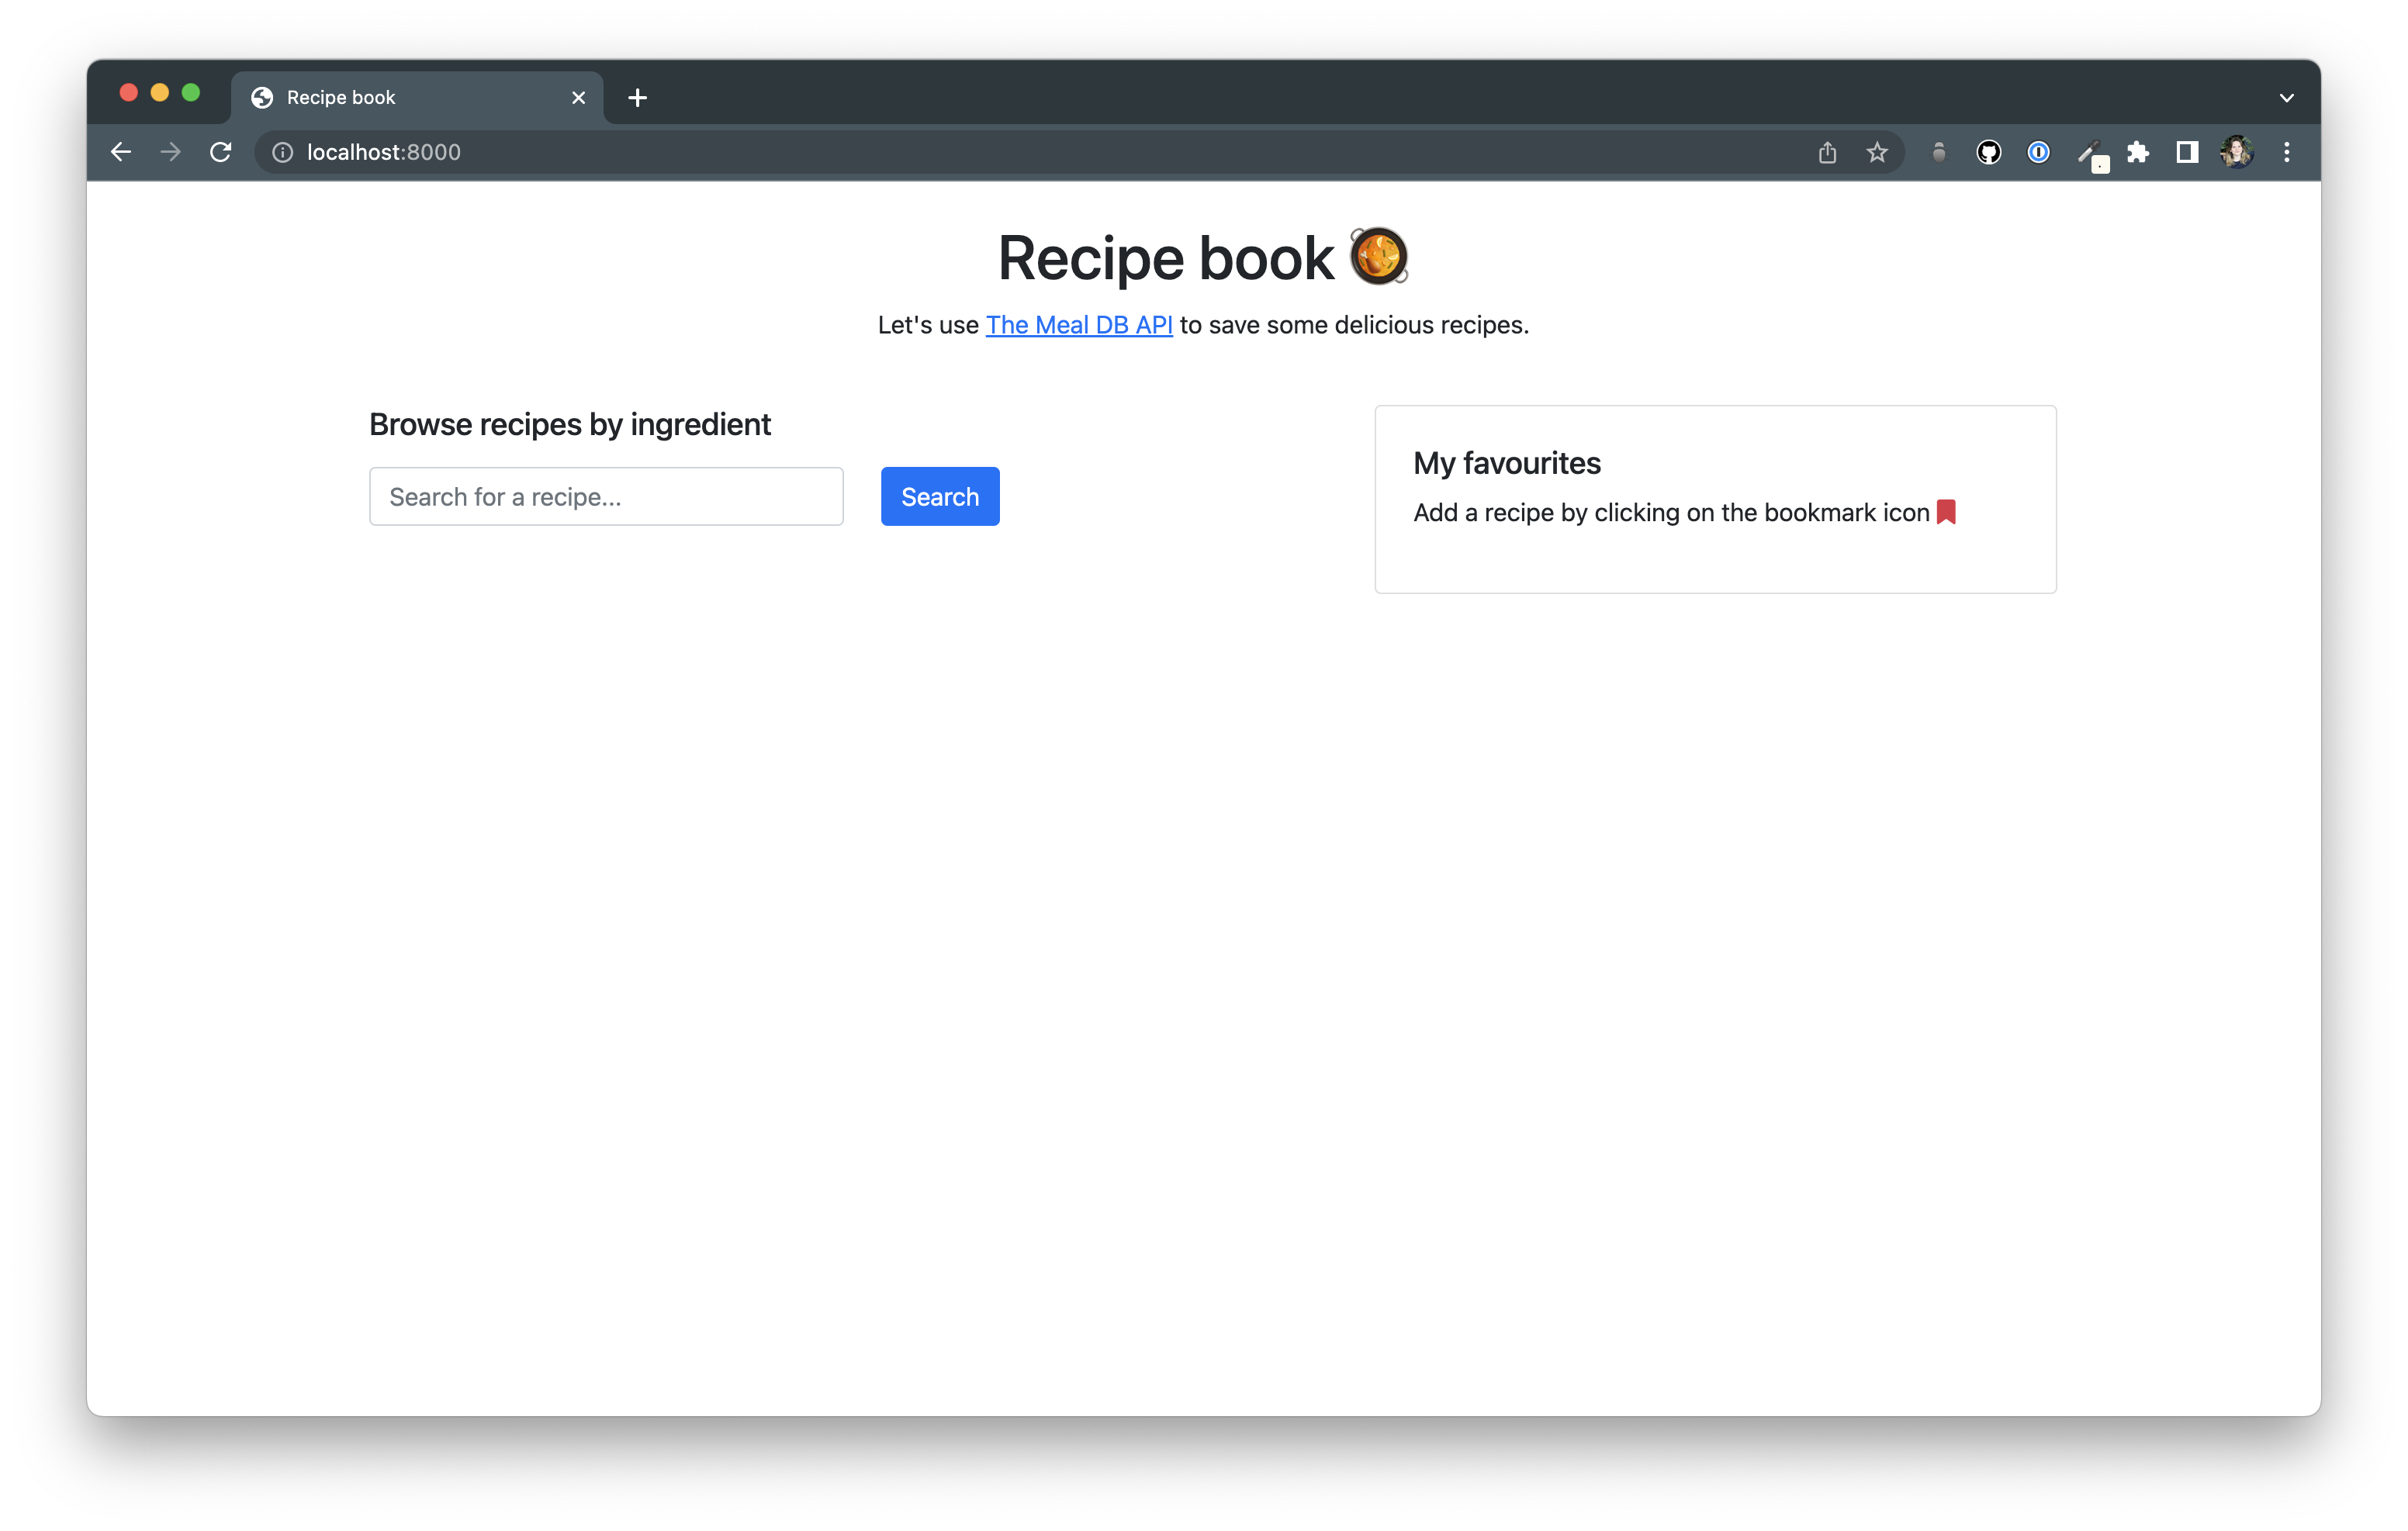 Recipe book
localhost:8000
Recipe book
Let's use The Meal DB API to save some delicious recipes.
Browse recipes by ingredient
Search for a recipe...
Search
My favourites
Add a recipe by clicking on the bookmark icon